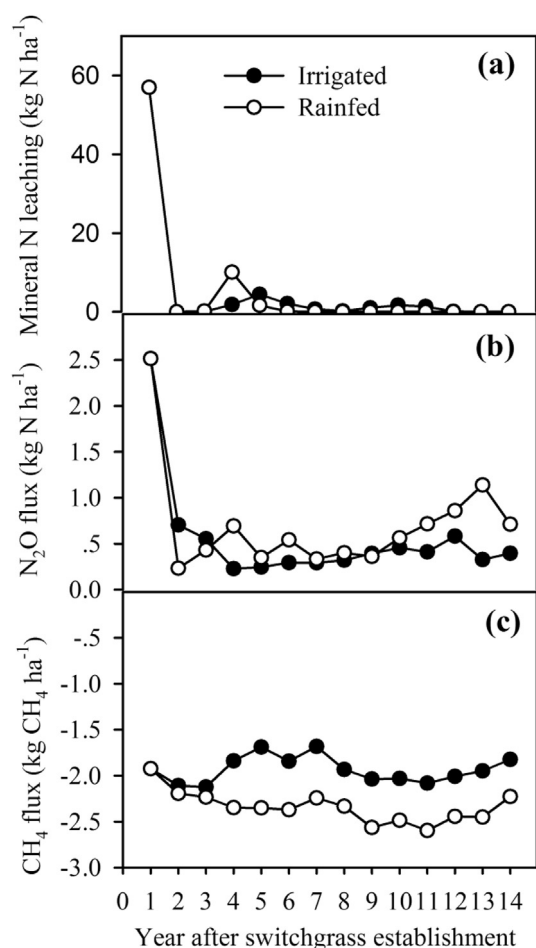 (a)
Irrigated
Rainfed
Mineral N leaching (kg N ha⁻¹)
60
40
20
0
(b)
N₂O flux (kg N ha⁻¹)
2.5
2.0
1.5
1.0
.5
0.0
(c)
CH₄ flux (kg CH₄ ha⁻¹)
-.5
-1.0
-1.5
-2.0
-2.5
-3.0
0 1 2 3 4 5 6 7 8 9 10 11 12 13 14
Year after switchgrass establishment